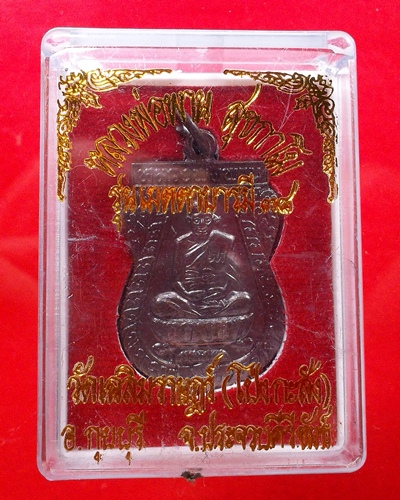 หลวงพ่อพาน สุขกาโม
รุ่น เมตตาบารมี ๑๘
วัดเฉลิมราษฎร์ (โป่งกะสัง)
อ.กุยบุรี จ.ประจวบคีรีขันธ์